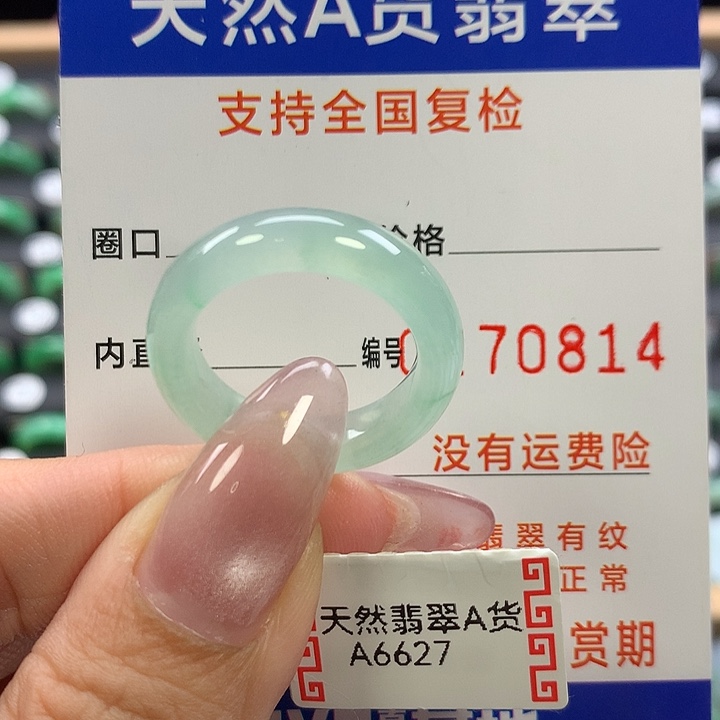 天然A货翡翠
支持全国复检
圈口 价格
内直 编号 70814
没有运费险
翡翠有纹
正常
赏期
天然翡翠A货
A6627